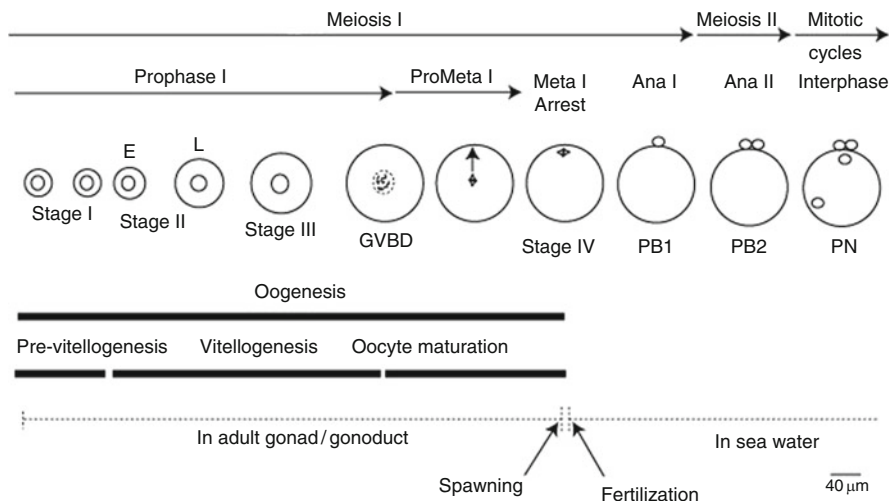 Meiosis I
Meiosis II
Mitotic
cycles
Prophase I
ProMeta I
Meta I
Arrest
Ana I
Ana II
Interphase
E
L
Stage I
Stage II
Stage III
GVBD
Stage IV
PB1
PB2
PN
Oogenesis
Pre-vitellogenesis
Vitellogenesis
Oocyte maturation
In adult gonad/gonoduct
In sea water
Spawning
Fertilization
40 μm